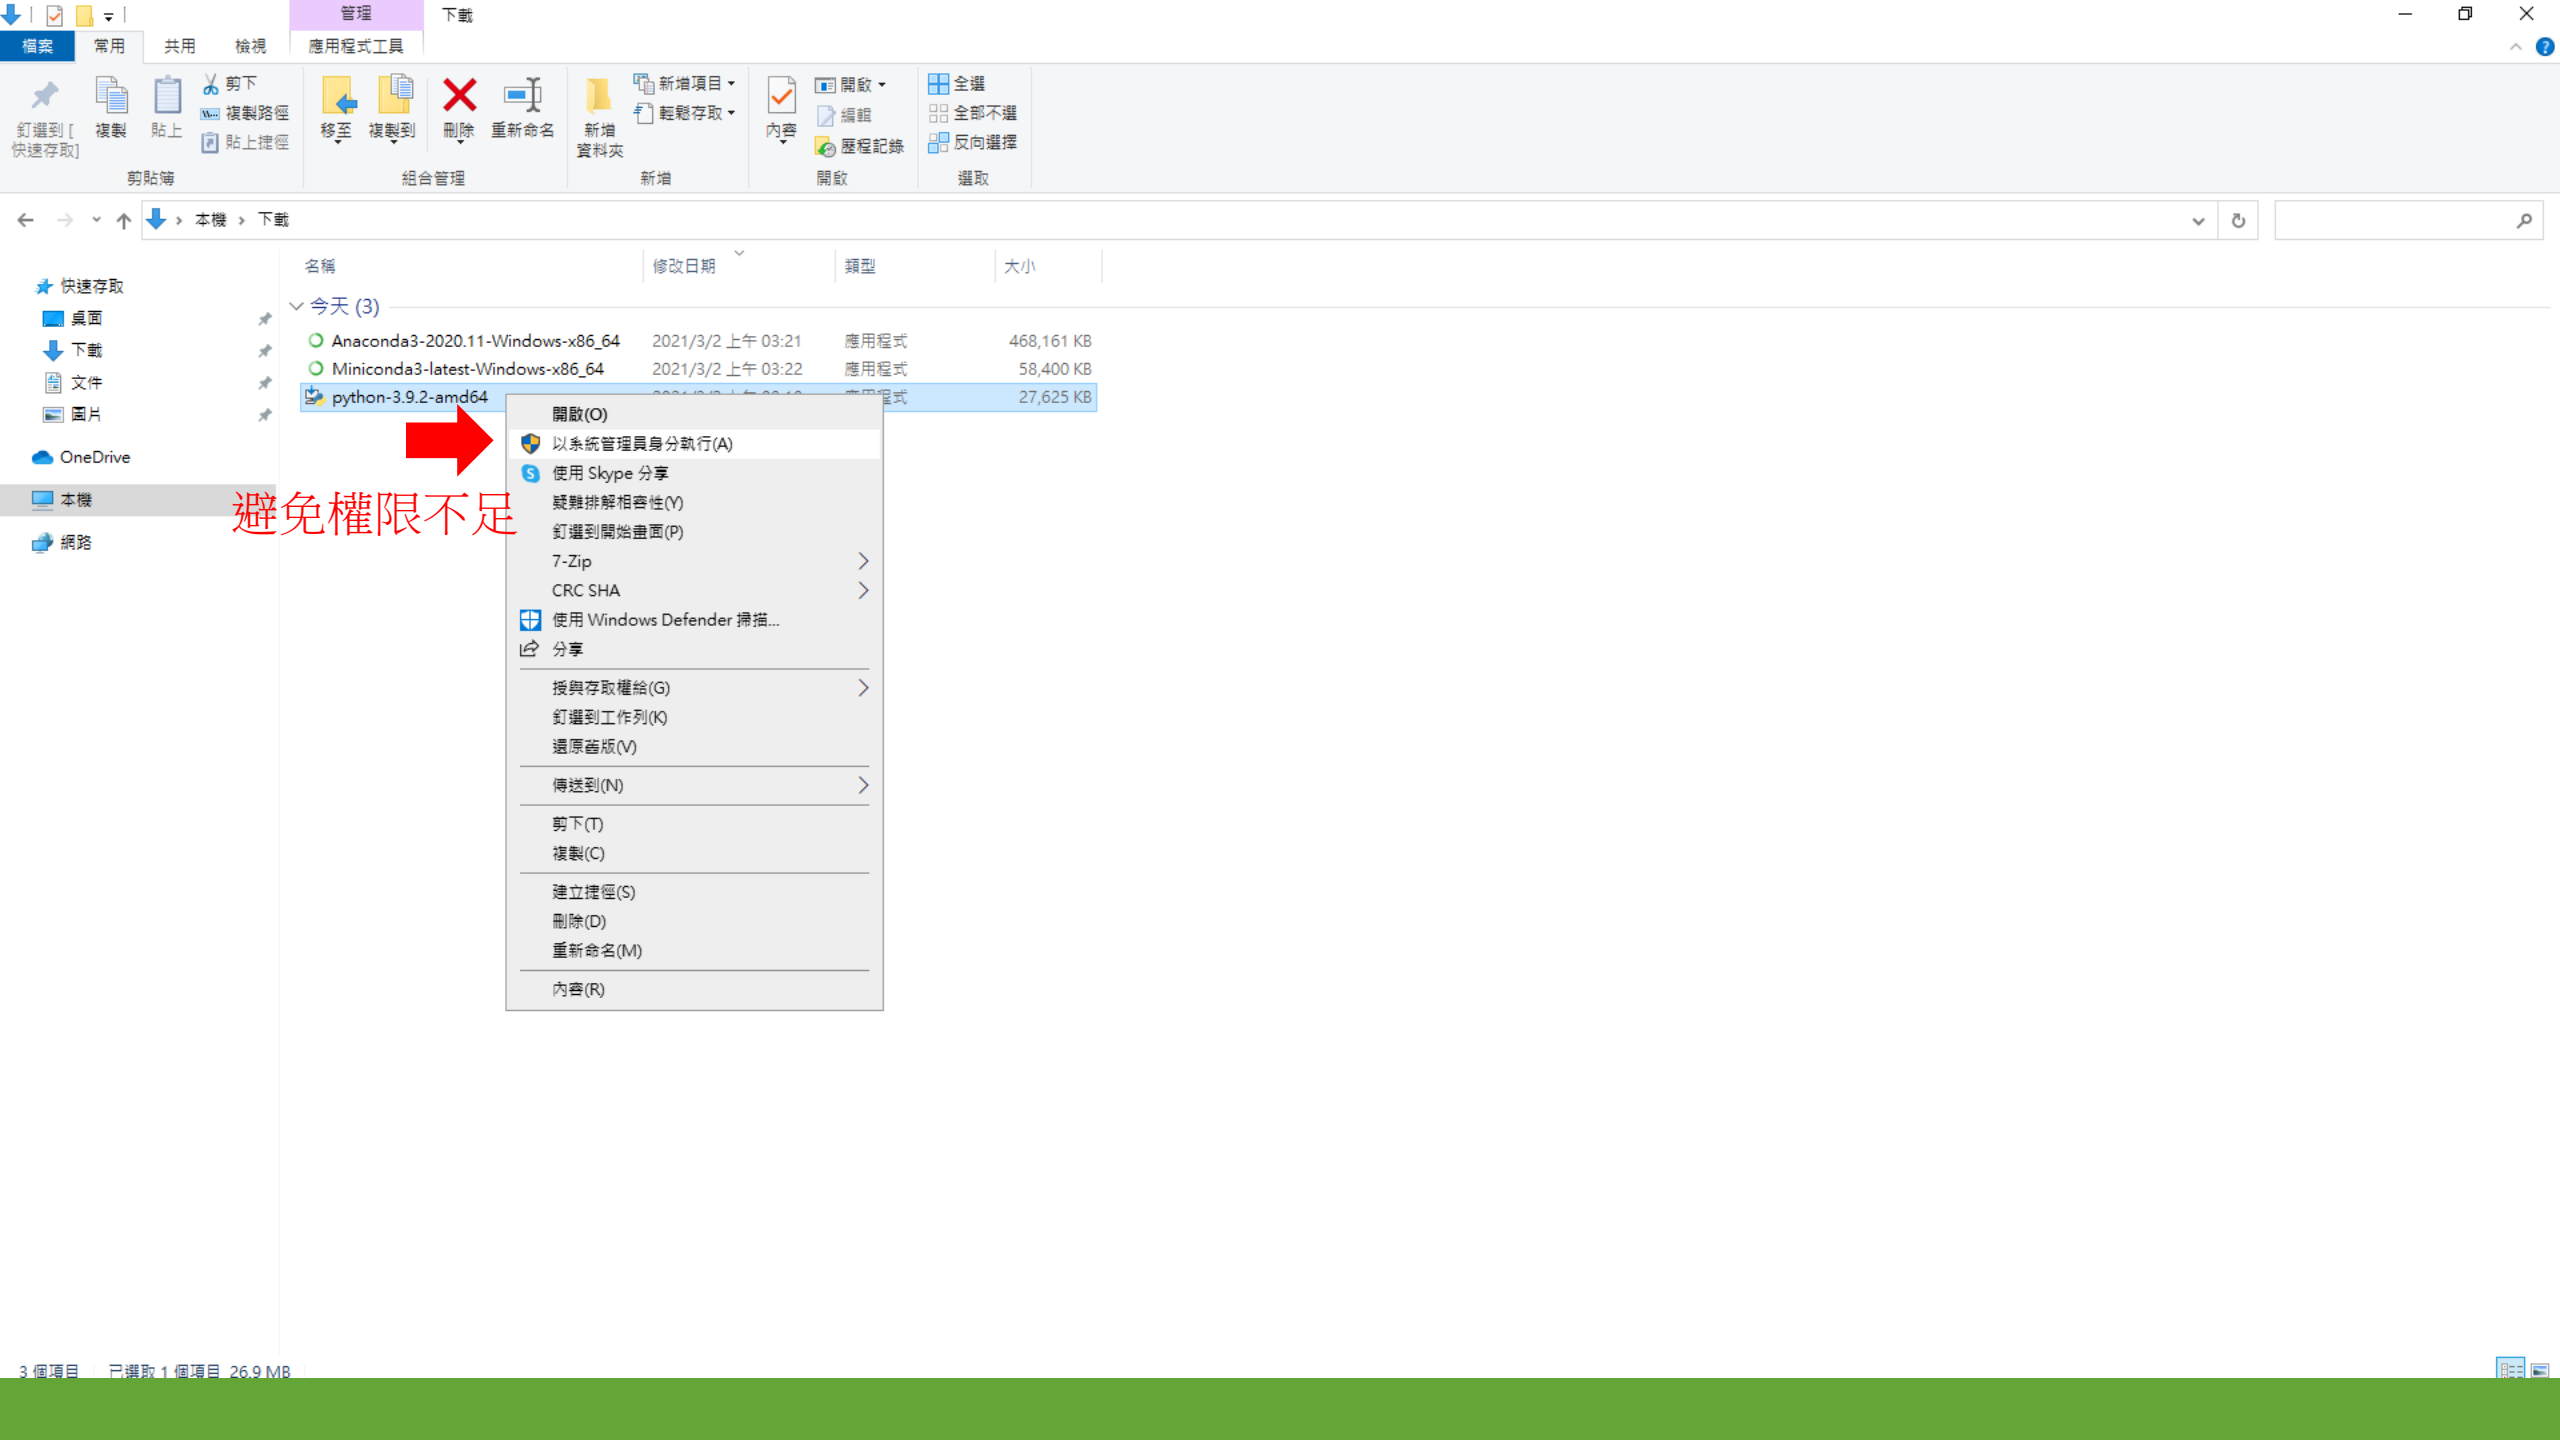 管理
下載
檔案
常用
共用
檢視
應用程式工具
釘選到 [
快速存取]
複製
貼上
剪下
複製路徑
貼上捷徑
移至
複製到
刪除
重新命名
新增
資料夾
新增項目
輕鬆存取
內容
開啟
編輯
歷程記錄
全選
全部不選
反向選擇
剪貼簿
組合管理
新增
開啟
選取
本機 › 下載
名稱
修改日期
類型
大小
快速存取
桌面
下載
文件
圖片
OneDrive
本機
網路
今天 (3)
Anaconda3-2020.11-Windows-x86_64 2021/3/2 上午 03:21 應用程式 468,161 KB
Miniconda3-latest-Windows-x86_64 2021/3/2 上午 03:22 應用程式 58,400 KB
python-3.9.2-amd64 27,625 KB
避免權限不足
開啟(O)
以系統管理員身分執行(A)
使用 Skype 分享
疑難排解相容性(Y)
釘選到開始畫面(P)
7-Zip
CRC SHA
使用 Windows Defender 掃描...
分享
授與存取權給(G)
釘選到工作列(K)
還原舊版(V)
傳送到(N)
剪下(T)
複製(C)
建立捷徑(S)
刪除(D)
重新命名(M)
內容(R)
3 個項目 已選取 1 個項目 26.9 MB